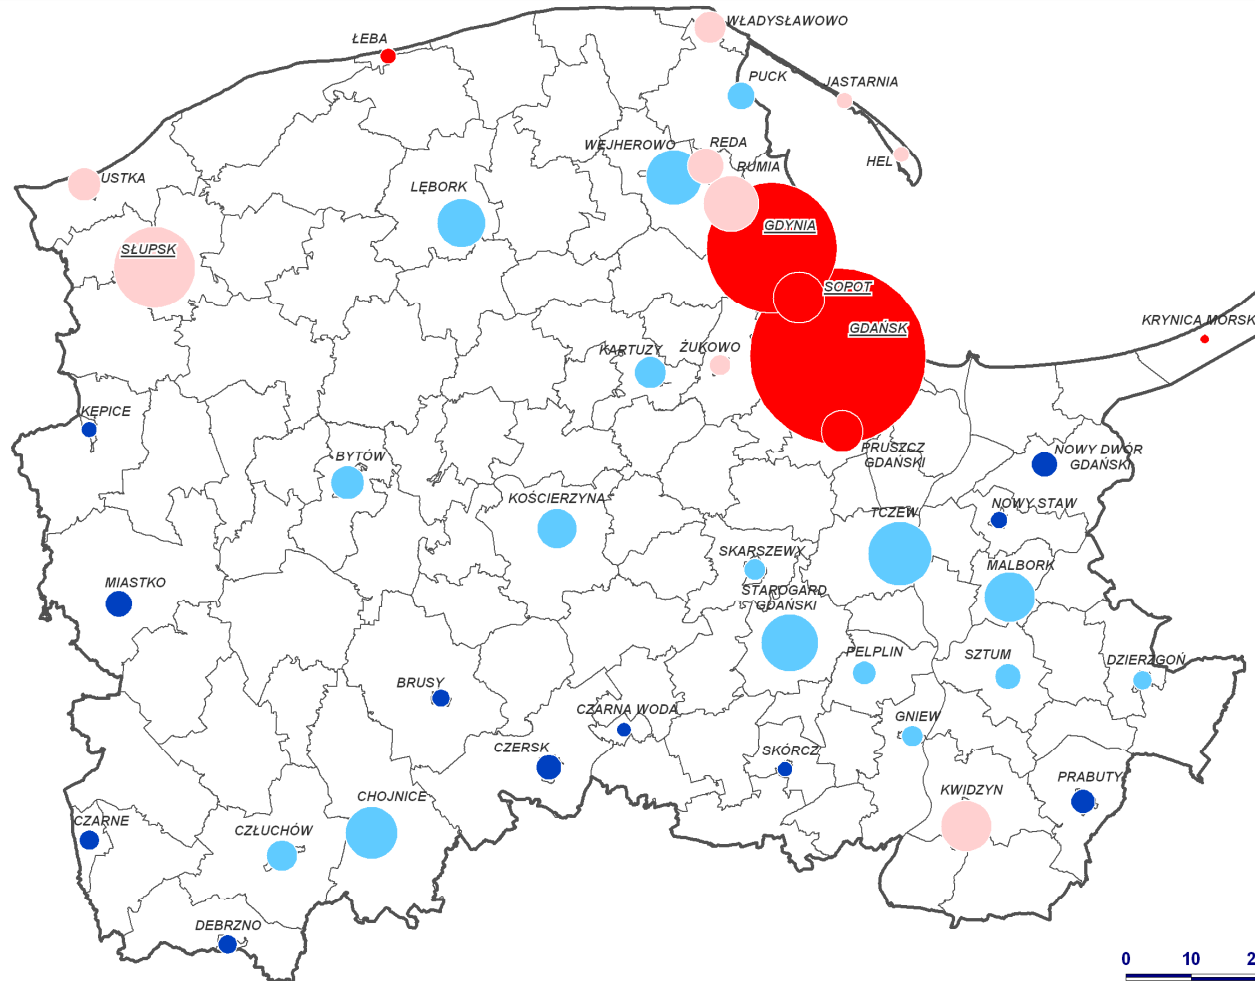 WŁADYSŁAWOWO
ŁEBA
PUCK
JASTARNIA
WEJHEROWO
REDA
HEL
RUMIA
USTKA
LĘBORK
GDYNIA
SŁUPSK
SOPOT
GDAŃSK
KRYNICA MORSK
KARTUZY
ŻUKOWO
KĘPICE
PRUSZCZ
GDAŃSKI
NOWY DWÓR
GDAŃSKI
BYTÓW
KOŚCIERZYNA
NOWY STAW
TCZEW
SKARSZEWY
MALBORK
MIASTKO
STAROGARD
GDAŃSKI
PELPLIN
SZTUM
DZIERZGOŃ
BRUSY
CZARNA WODA
GNIEW
CZERSK
SKÓRCZ
PRABUTY
KWIDZYN
CHOJNICE
CZARNE
CZŁUCHÓW
DEBRZNO
0 10 2